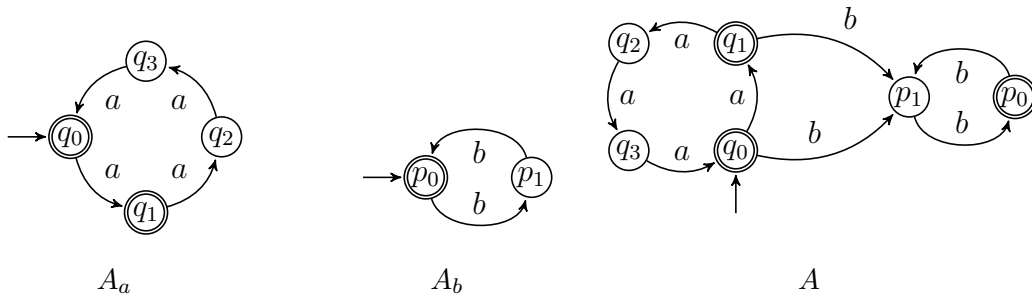 q₃
a a
q₀ q₂
a a
q₁
A_a
b
p₀ p₁
b
A_b
q₂ a q₁ b
a a
q₃ a q₀ b
p₁ b p₀
b
A